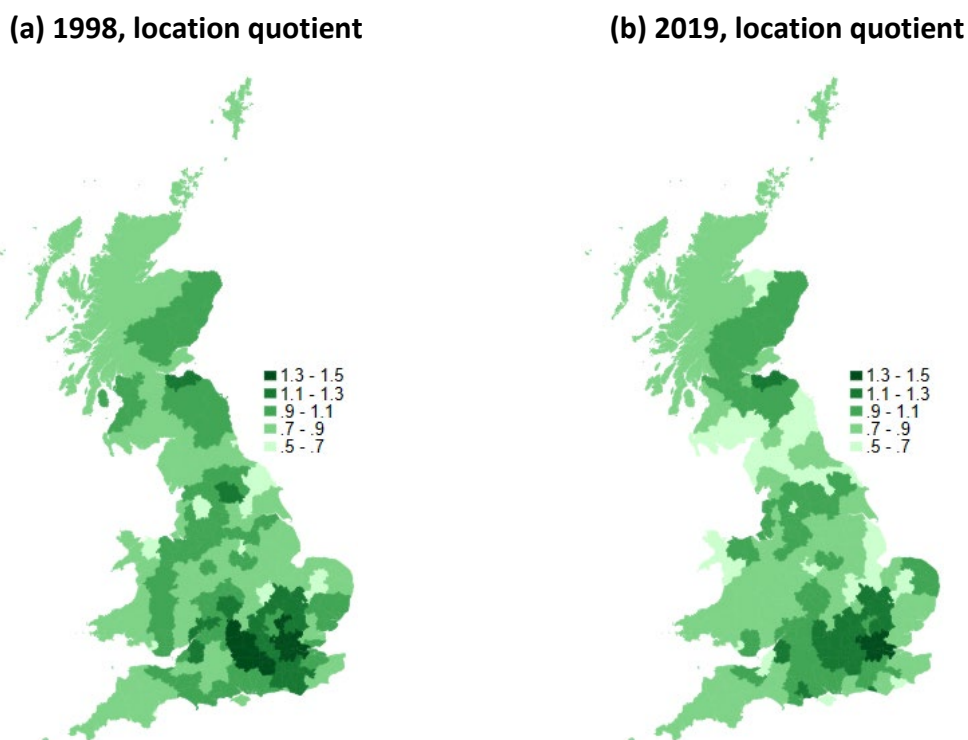 (a) 1998, location quotient
(b) 2019, location quotient
1.3 - 1.5
1.1 - 1.3
.9 - 1.1
.7 - .9
.5 - .7
1.3 - 1.5
1.1 - 1.3
.9 - 1.1
.7 - .9
.5 - .7